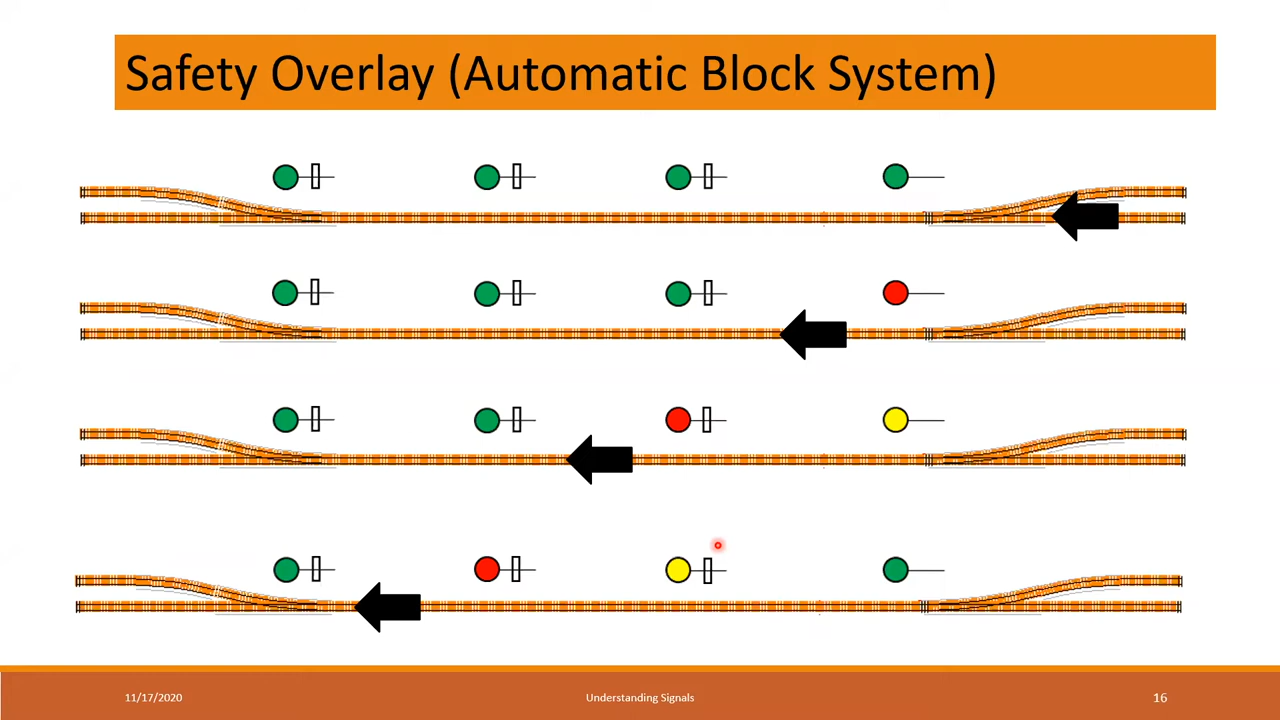 Safety Overlay (Automatic Block System)
11/17/2020
Understanding Signals
16